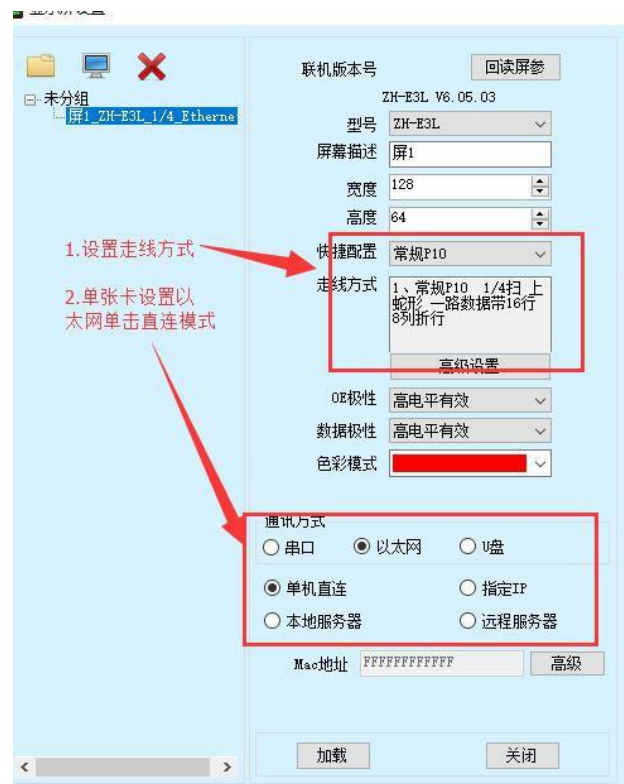 联机版本号
回读屏参
未分组
屏1_ZH-E3L_1/4_Etherne
ZH-E3L V6.05.03
型号 ZH-E3L
屏幕描述 屏1
宽度 128
高度 64
1.设置走线方式
快捷配置 常规P10
走线方式 1、常规P10 1/4扫 上
蛇形 一路数据带16行
8列折行
2.单张卡设置以
太网单击直连模式
高级设置
OE极性 高电平有效
数据极性 高电平有效
色彩模式
通讯方式
串口 以太网 U盘
单机直连 指定IP
本地服务器 远程服务器
Mac地址 FFFFFFFFFFFF 高级
加载 关闭